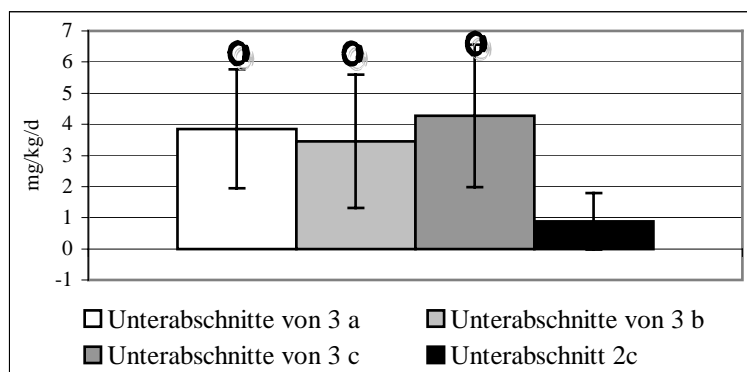 7
6
5
4
3
2
1
0
-1
mg/kg/d
o o o
Unterabschnitte von 3 a Unterabschnitte von 3 b
Unterabschnitte von 3 c Unterabschnitt 2c